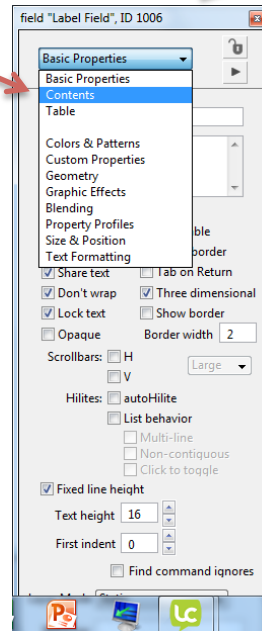 field "Label Field", ID 1006
Basic Properties
Basic Properties
Contents
Table
Colors & Patterns
Custom Properties
Geometry
Graphic Effects
Blending
Property Profiles
Size & Position
Text Formatting
Share text Tab on Return
Don't wrap Three dimensional
Lock text Show border
Opaque Border width 2
Scrollbars: H Large
V
Hilites: autoHilite
List behavior
Multi-line
Non-contiguous
Click to toggle
Fixed line height
Text height 16
First indent 0
Find command ignores